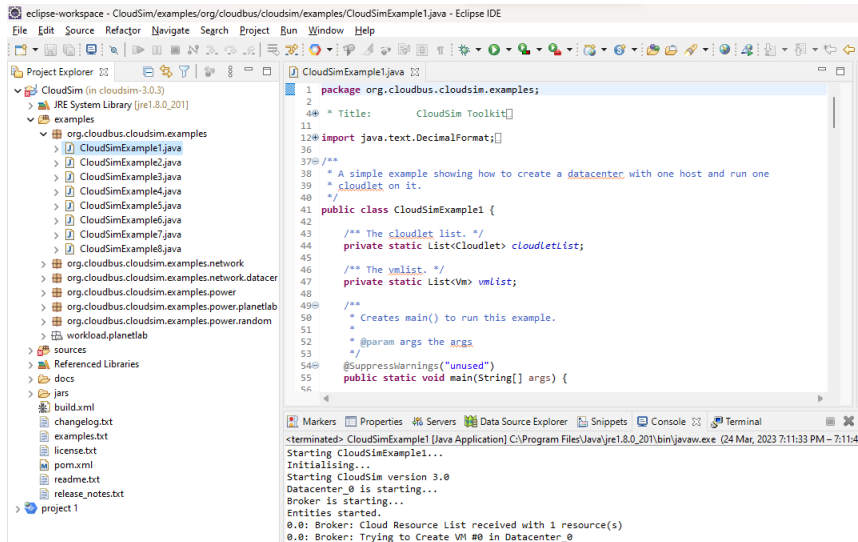 eclipse-workspace - CloudSim/examples/org/cloudbus/cloudsim/examples/CloudSimExample1.java - Eclipse IDE
File Edit Source Refactor Navigate Search Project Run Window Help
Project Explorer
CloudSim (in cloudsim-3.0.3)
JRE System Library [jre1.8.0_201]
examples
org.cloudbus.cloudsim.examples
CloudSimExample1.java
CloudSimExample2.java
CloudSimExample3.java
CloudSimExample4.java
CloudSimExample5.java
CloudSimExample6.java
CloudSimExample7.java
CloudSimExample8.java
org.cloudbus.cloudsim.examples.network
org.cloudbus.cloudsim.examples.network.datacer
org.cloudbus.cloudsim.examples.power
org.cloudbus.cloudsim.examples.power.planetlab
org.cloudbus.cloudsim.examples.power.random
workload.planetlab
sources
Referenced Libraries
docs
jars
build.xml
changelog.txt
examples.txt
license.txt
pom.xml
readme.txt
release_notes.txt
project 1
CloudSimExample1.java
1 package org.cloudbus.cloudsim.examples;
2
4 * Title: CloudSim Toolkit
11
12 import java.text.DecimalFormat;
36
37 /**
38 * A simple example showing how to create a datacenter with one host and run one
39 * cloudlet on it.
40 */
41 public class CloudSimExample1 {
42
43 /** The cloudlet list. */
44 private static List<Cloudlet> cloudletList;
45
46 /** The vmlist. */
47 private static List<Vm> vmlist;
48
49 /**
50 * Creates main() to run this example.
51 *
52 * @param args the args
53 */
54 @SuppressWarnings("unused")
55 public static void main(String[] args) {
56
Markers Properties Servers Data Source Explorer Snippets Console Terminal
<terminated> CloudSimExample1 [Java Application] C:\Program Files\Java\jre1.8.0_201\bin\javaw.exe (24 Mar, 2023 7:11:33 PM – 7:11:4
Starting CloudSimExample1...
Initialising...
Starting CloudSim version 3.0
Datacenter_0 is starting...
Broker is starting...
Entities started.
0.0: Broker: Cloud Resource List received with 1 resource(s)
0.0: Broker: Trying to Create VM #0 in Datacenter_0